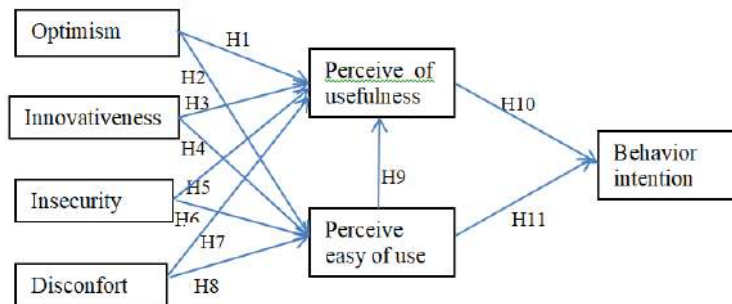 Optimism
H1
H2
Perceive of
usefulness
H3
Innovativeness
H10
H4
Behavior
intention
H9
H5
Insecurity
H6
H7
Perceive
easy of use
H11
Disconfort
H8